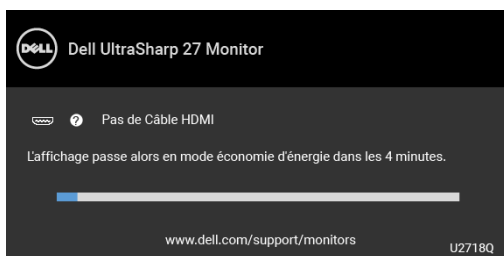 DELL Dell UltraSharp 27 Monitor
? Pas de Câble HDMI
L'affichage passe alors en mode économie d'énergie dans les 4 minutes.
www.dell.com/support/monitors
U2718Q